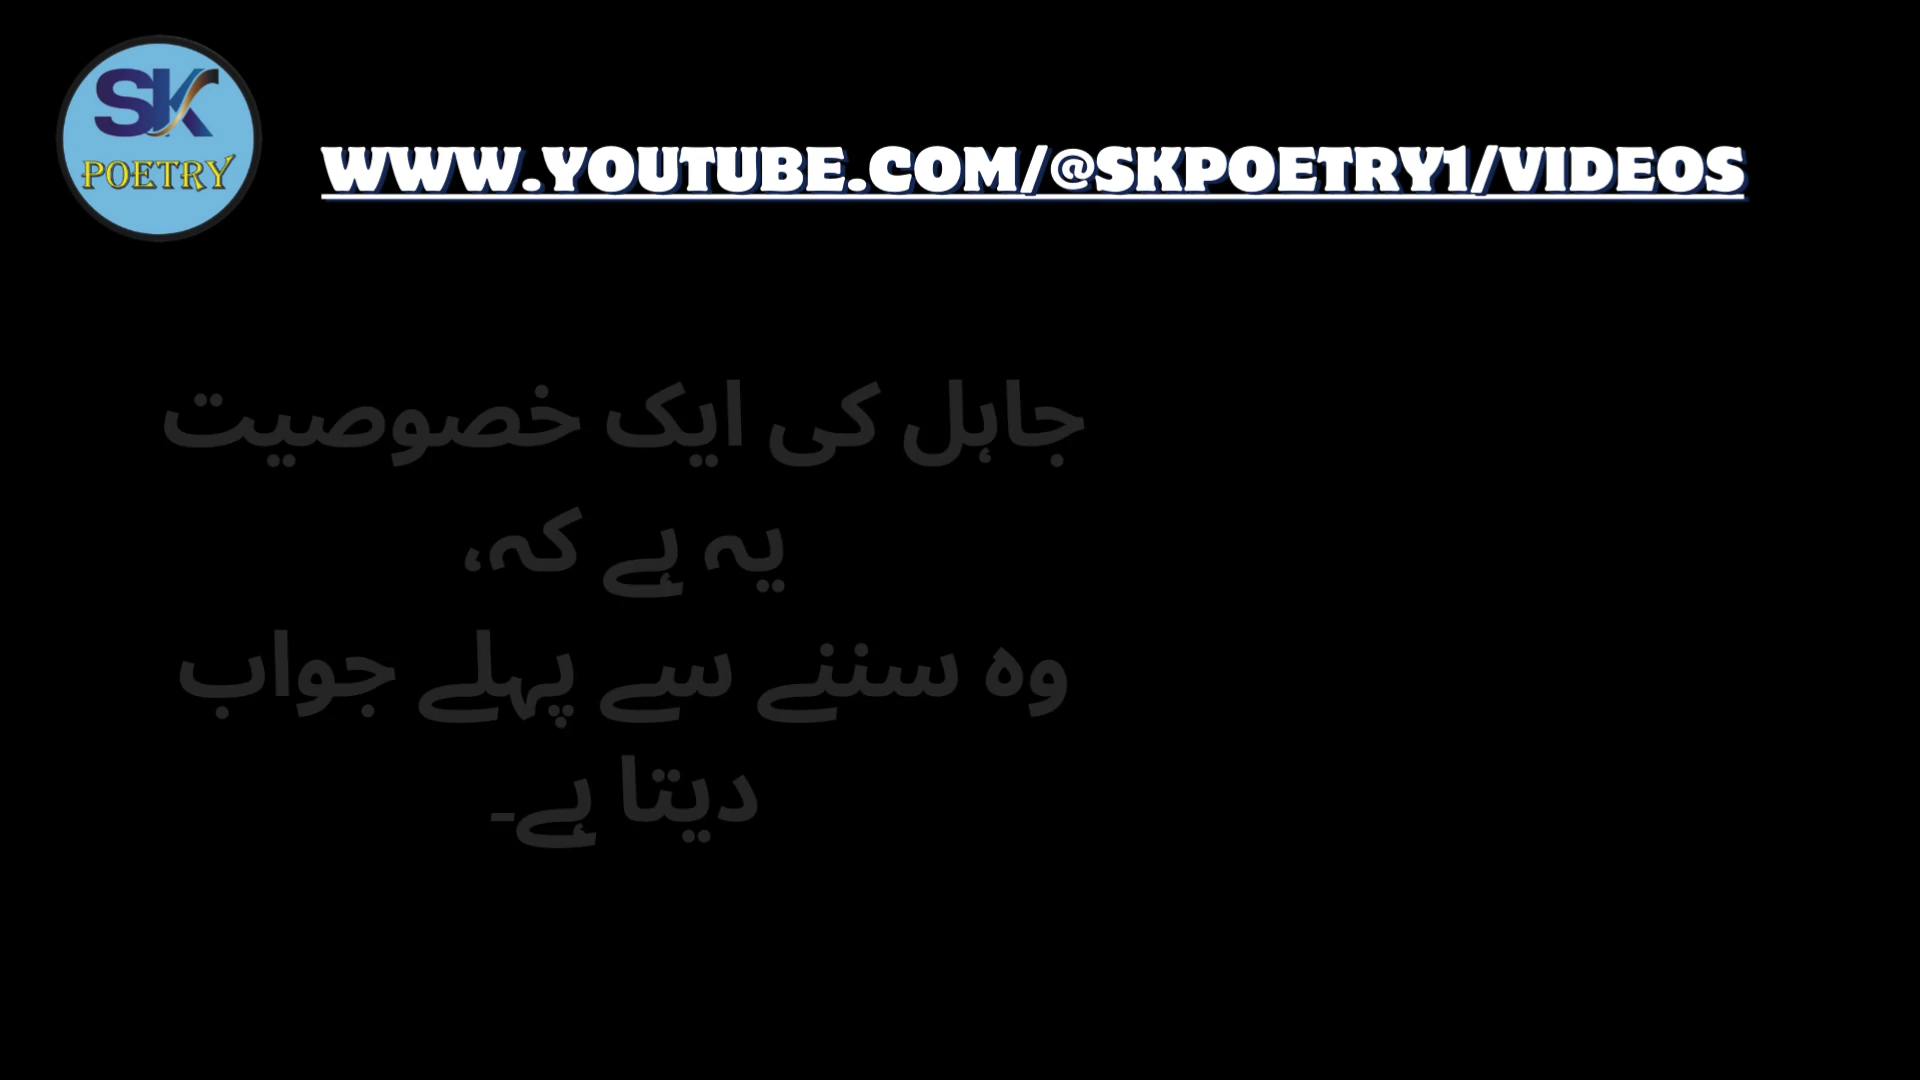 SK
POETRY
WWW.YOUTUBE.COM/@SKPOETRY1/VIDEOS
جاہل کی ایک خصوصیت
یہ ہے کہ،
وہ سننے سے پہلے جواب
دیتا ہے۔